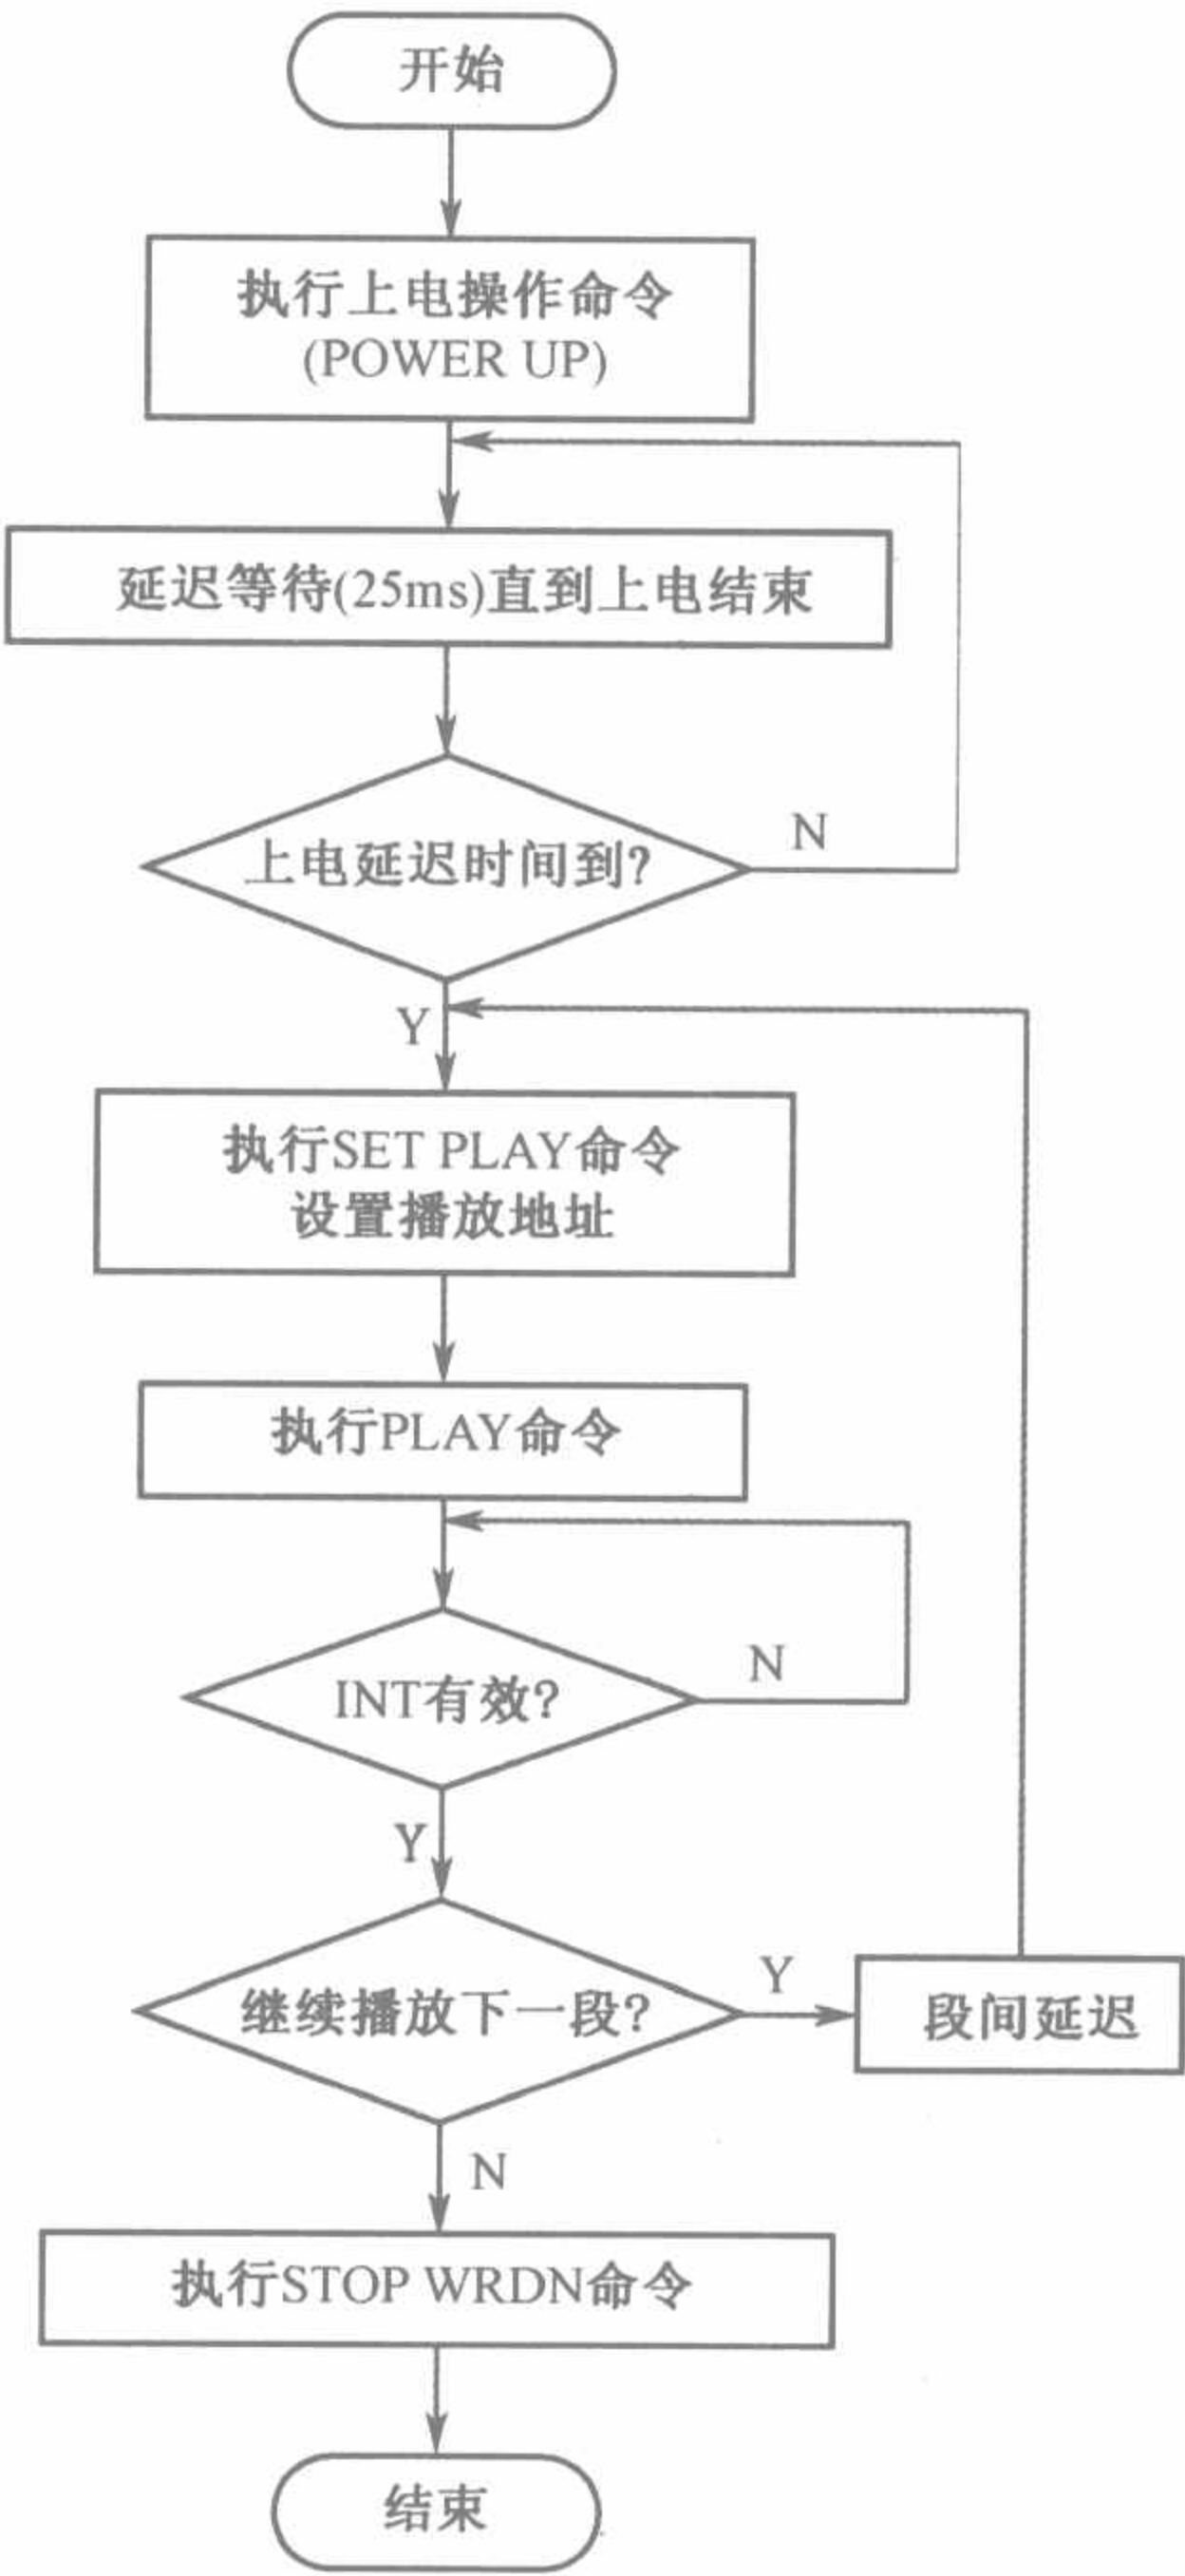 开始
执行上电操作命令
(POWER UP)
延迟等待(25ms)直到上电结束
上电延迟时间到?
N
Y
执行SET PLAY命令
设置播放地址
执行PLAY命令
INT有效?
N
Y
继续播放下一段?
Y
段间延迟
N
执行STOP WRDN命令
结束